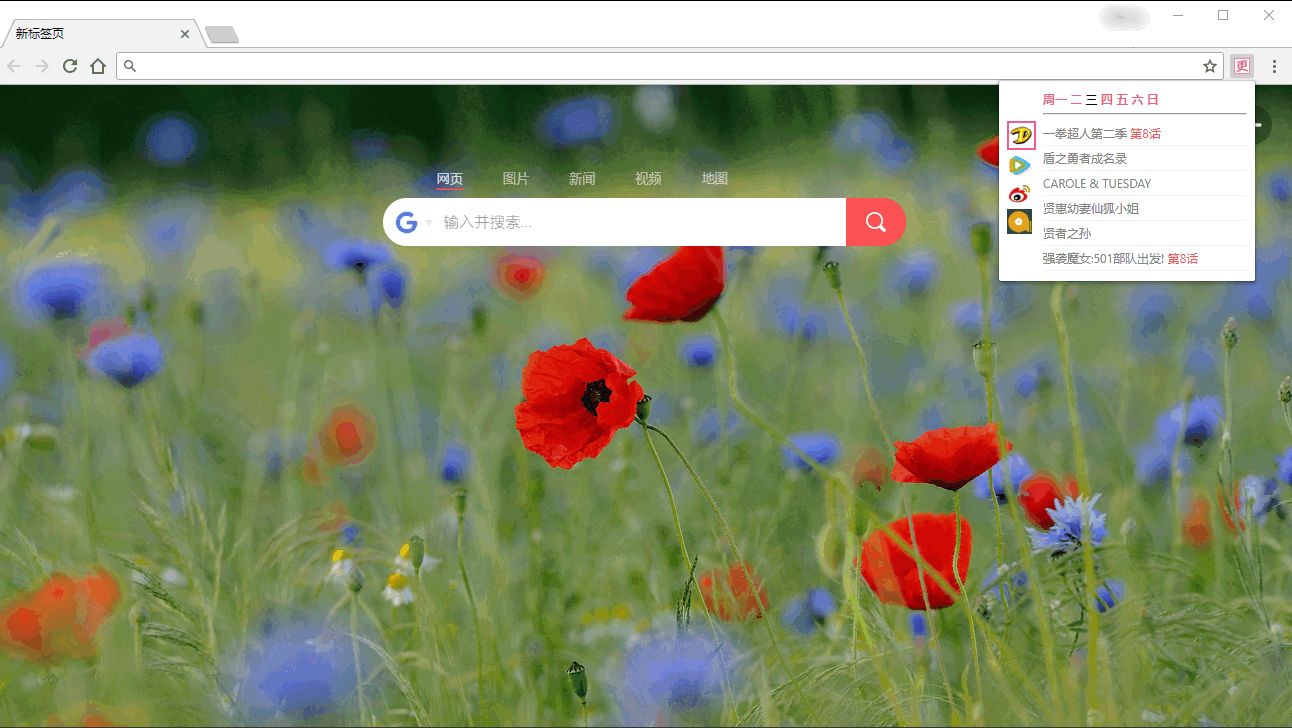 新标签页
更
周一 二 三 四 五 六 日
一拳超人第二季 第8话
盾之勇者成名录
CAROLE & TUESDAY
贤惠幼妻仙狐小姐
贤者之孙
强袭魔女:501部队出发! 第8话
网页 图片 新闻 视频 地图
G 输入并搜索...